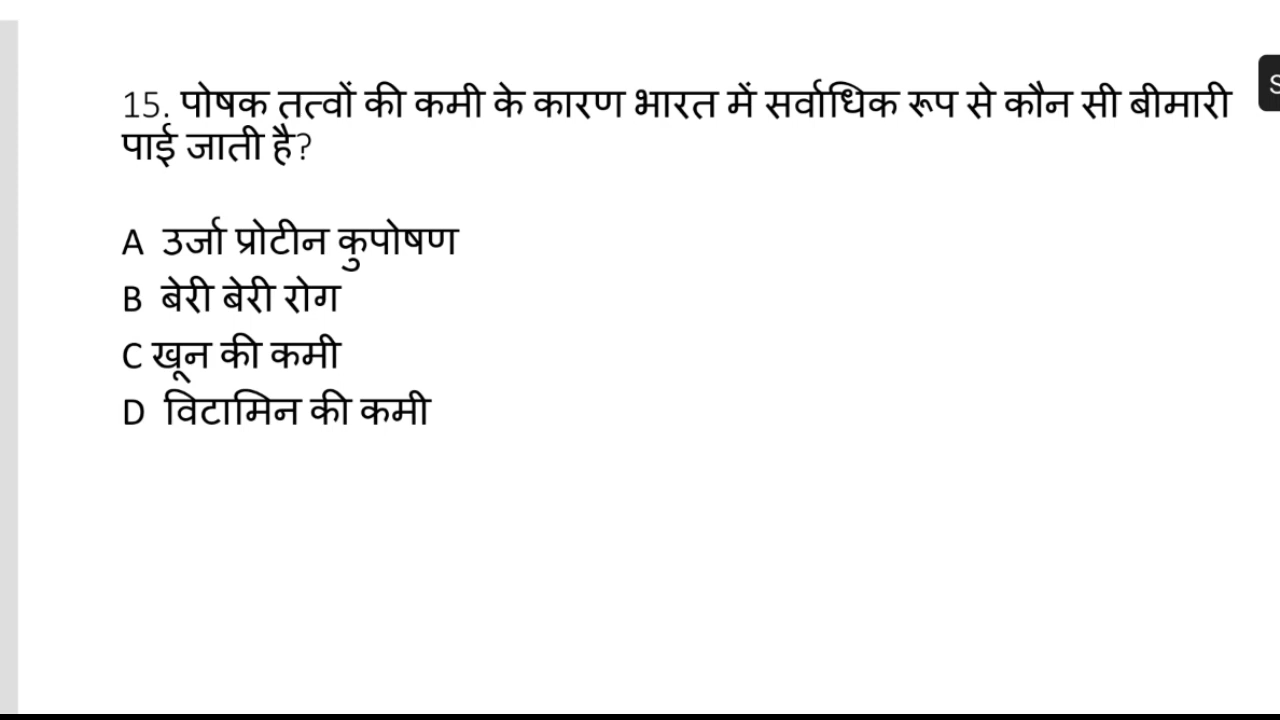 15. पोषक तत्वों की कमी के कारण भारत में सर्वाधिक रूप से कौन सी बीमारी
पाई जाती है?
A उर्जा प्रोटीन कुपोषण
B बेरी बेरी रोग
C खून की कमी
D विटामिन की कमी